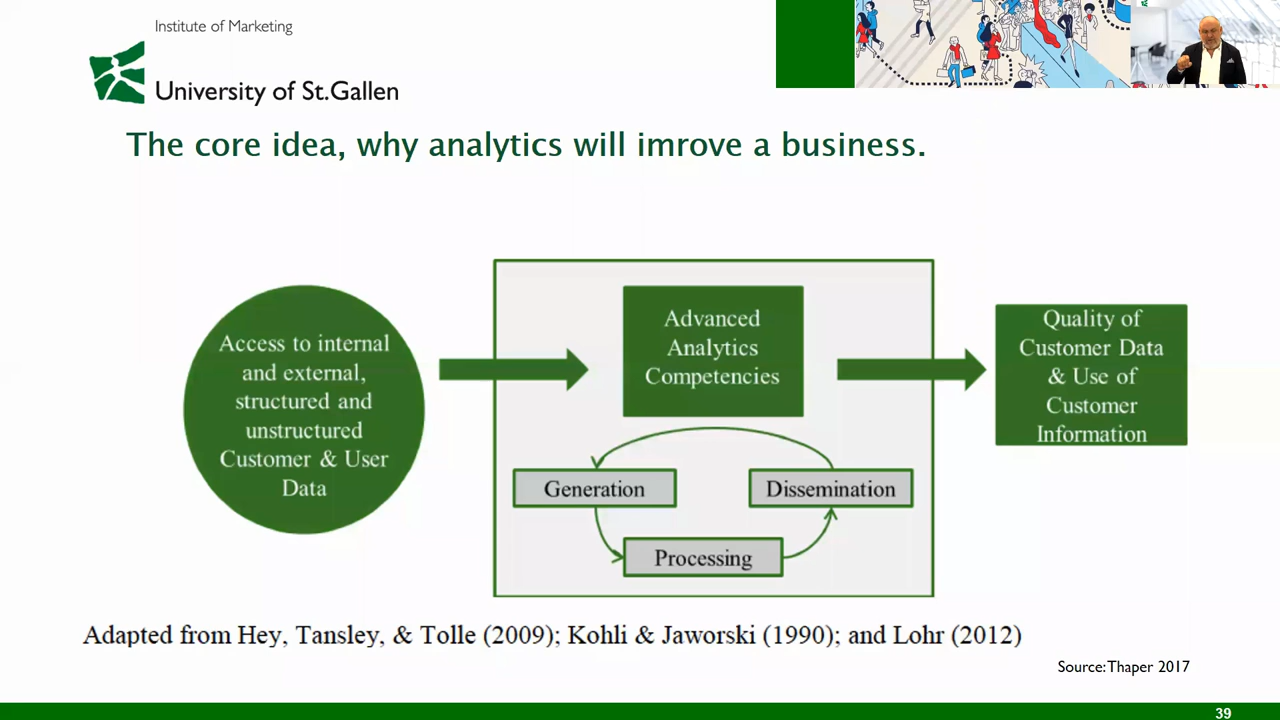 Institute of Marketing
University of St.Gallen
The core idea, why analytics will imrove a business.
Access to internal
and external,
structured and
unstructured
Customer & User
Data
Advanced
Analytics
Competencies
Generation
Dissemination
Processing
Quality of
Customer Data
& Use of
Customer
Information
Adapted from Hey, Tansley, & Tolle (2009); Kohli & Jaworski (1990); and Lohr (2012)
Source:Thaper 2017
39